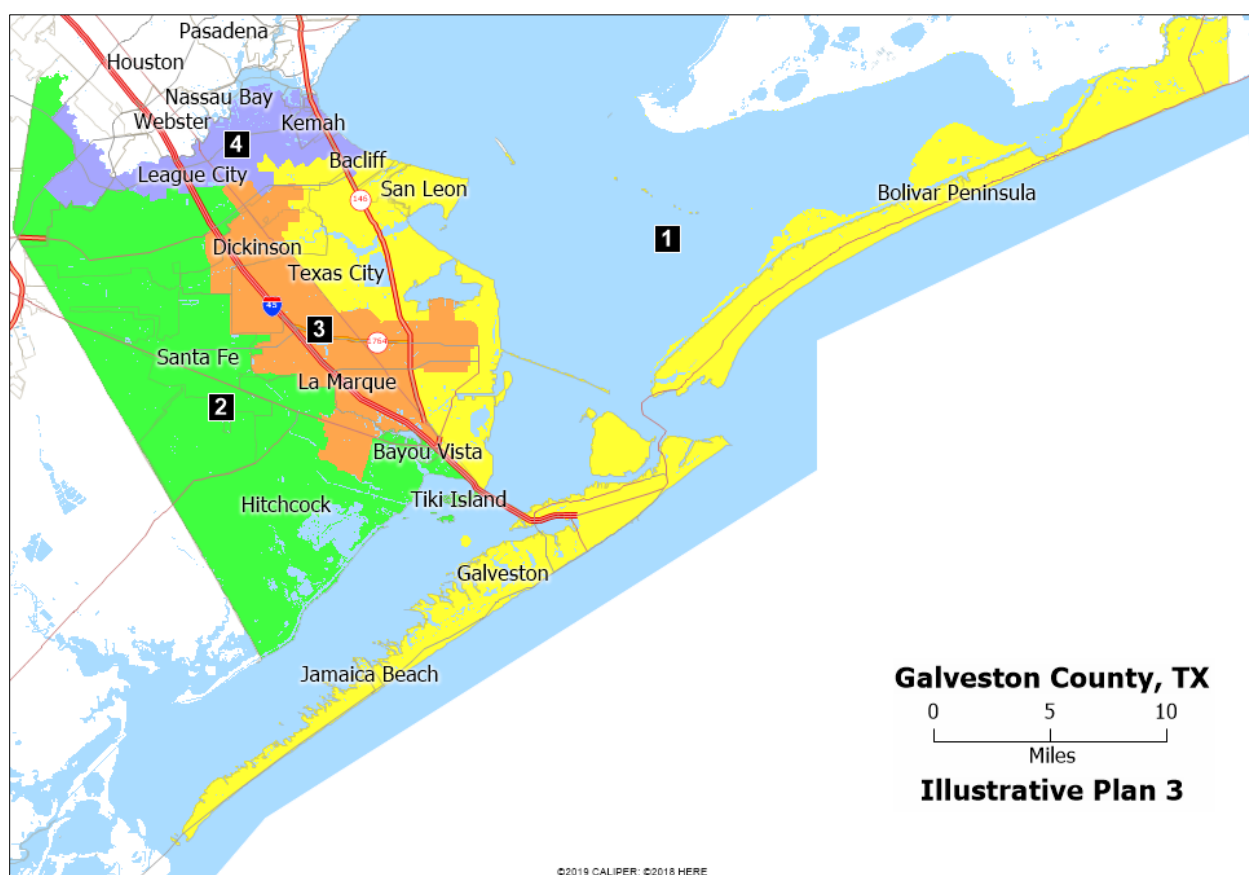 Pasadena
Houston
Nassau Bay
Webster
Kemah
4
Bacliff
League City
San Leon
146
Bolivar Peninsula
1
Dickinson
Texas City
45
3
1764
Santa Fe
La Marque
2
Bayou Vista
Tiki Island
Hitchcock
Galveston
Jamaica Beach
Galveston County, TX
0 5 10
Miles
Illustrative Plan 3
©2019 CALIPER; ©2018 HERE